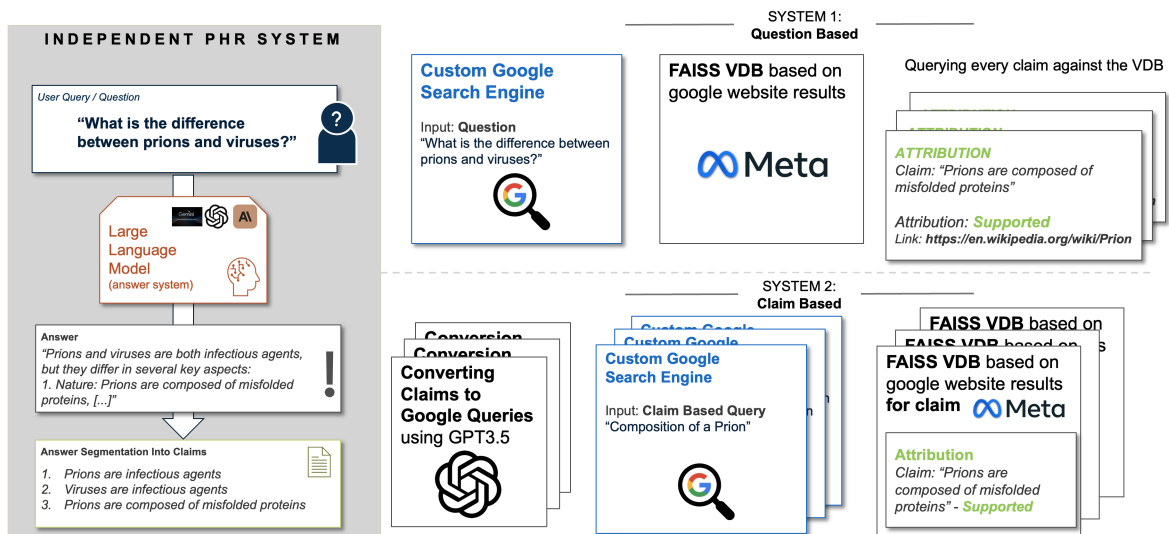 INDEPENDENT PHR SYSTEM
User Query / Question
“What is the difference
between prions and viruses?”
?
Gemini
Large
Language
Model
(answer system)
Answer
“Prions and viruses are both infectious agents,
but they differ in several key aspects:
1. Nature: Prions are composed of misfolded
proteins, [...]”
!
Answer Segmentation Into Claims
1. Prions are infectious agents
2. Viruses are infectious agents
3. Prions are composed of misfolded proteins
SYSTEM 1:
Question Based
Custom Google
Search Engine
Input: Question
“What is the difference between
prions and viruses?”
G
FAISS VDB based on
google website results
Meta
Querying every claim against the VDB
ATTRIBUTION
ATTRIBUTION
Claim: “Prions are composed of
misfolded proteins”
Attribution: Supported
Link: https://en.wikipedia.org/wiki/Prion
SYSTEM 2:
Claim Based
Conversion
Conversion
Converting
Claims to
Google Queries
using GPT3.5
Custom Google
Custom Google
Custom Google
Search Engine
Input: Claim Based Query
“Composition of a Prion”
G
FAISS VDB based on
FAISS VDB based on
FAISS VDB based on
google website results
for claim Meta
Attribution
Claim: “Prions are
composed of misfolded
proteins” - Supported